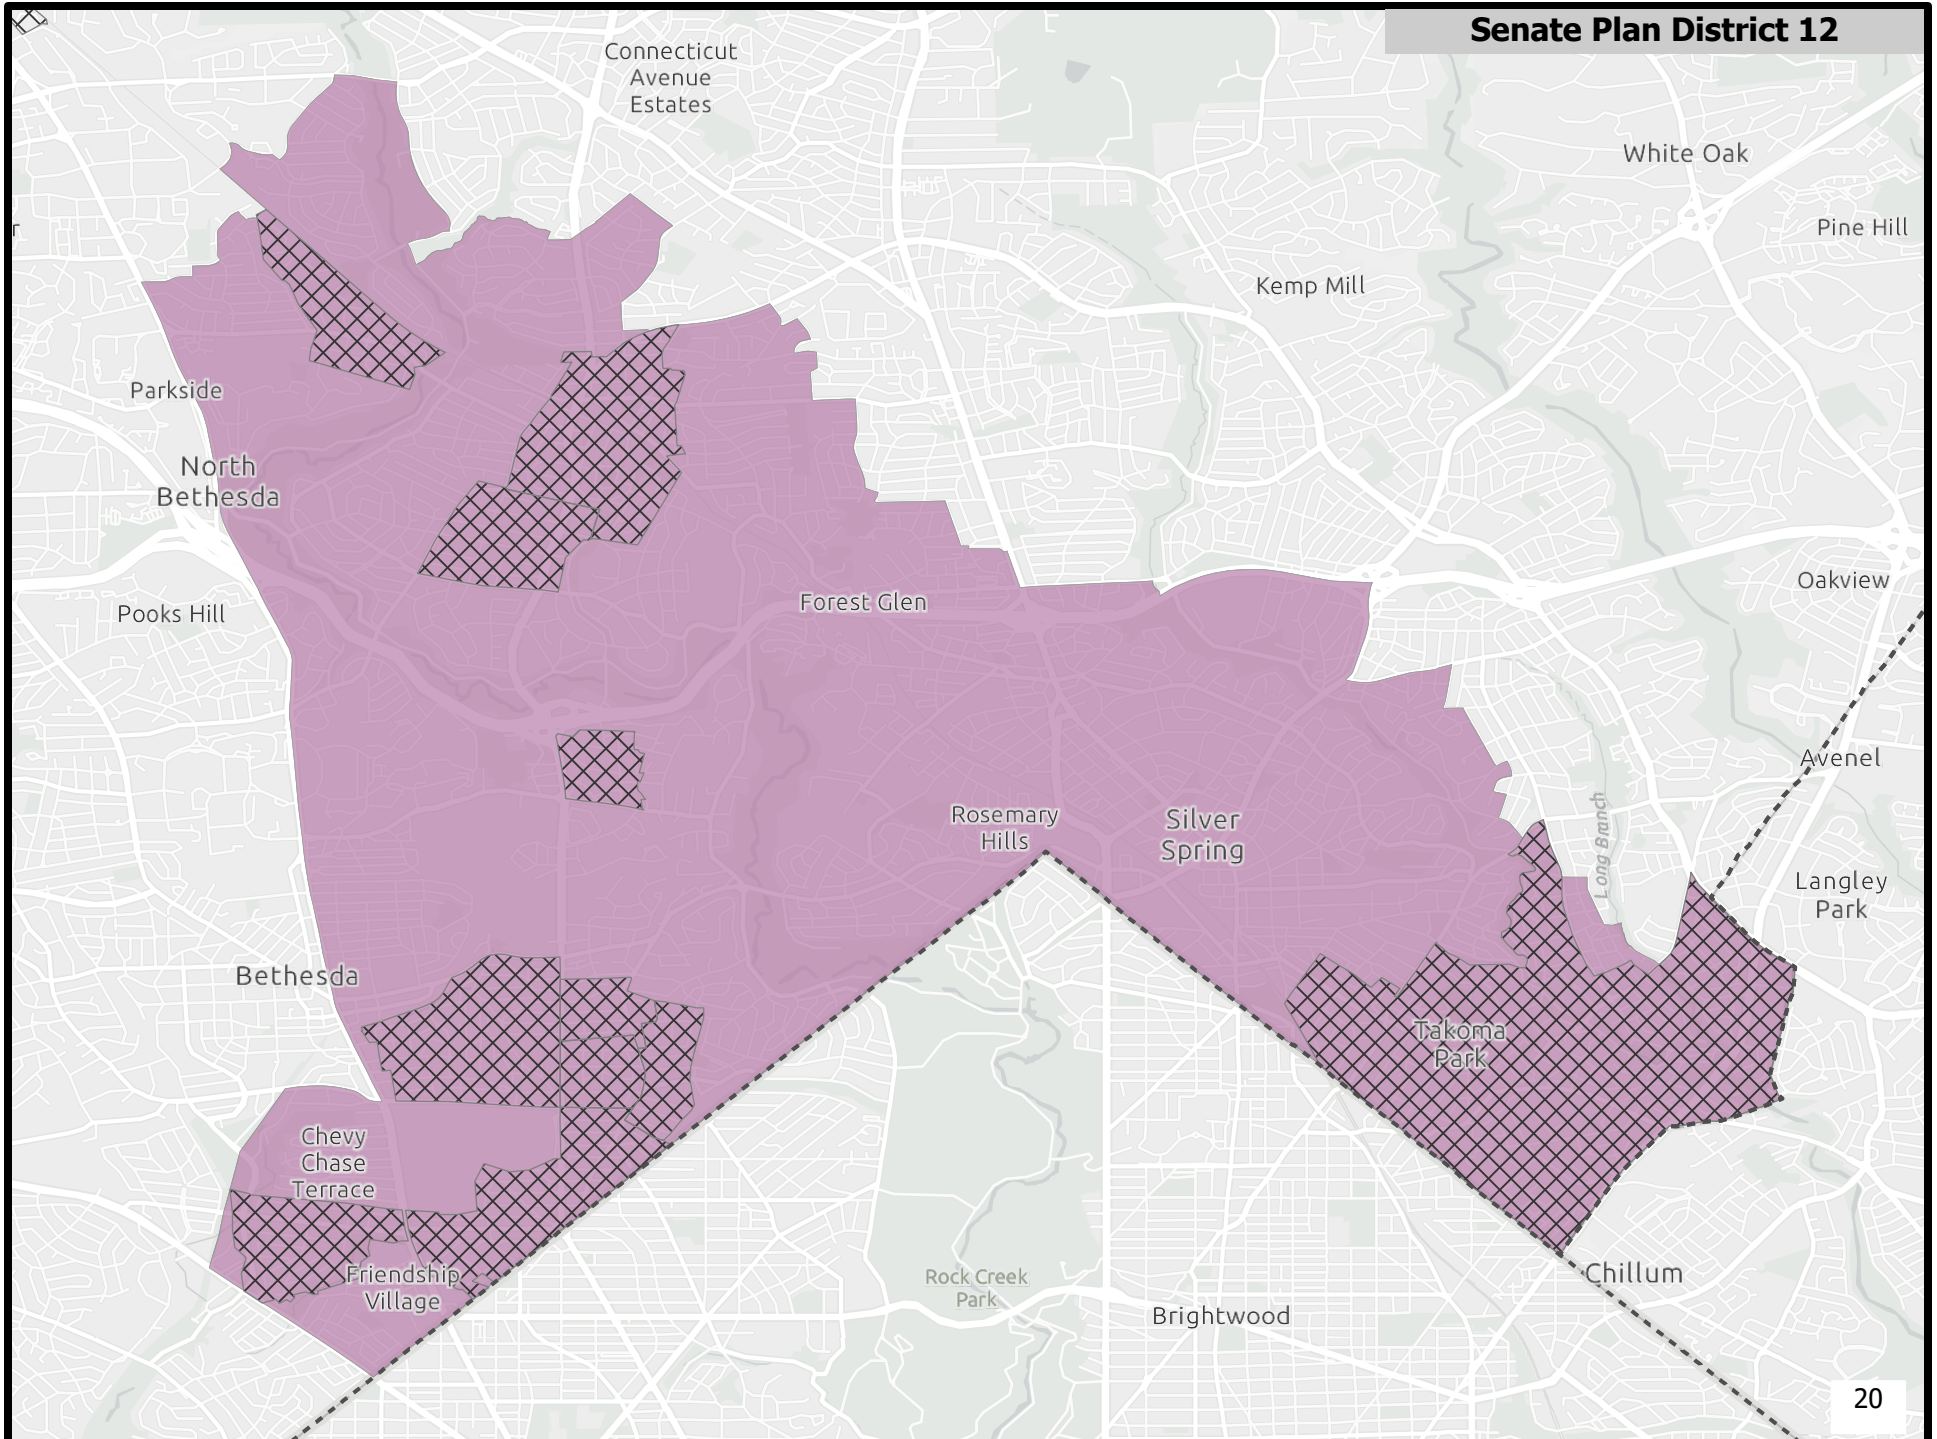 Senate Plan District 12
Connecticut
Avenue
Estates
White Oak
Pine Hill
r
Kemp Mill
Parkside
North
Bethesda
Oakview
Forest Glen
Pooks Hill
Avenel
Rosemary
Hills
Silver
Spring
Long Branch
Langley
Park
Bethesda
Takoma
Park
Chevy
Chase
Terrace
Friendship
Village
Rock Creek
Park
Chillum
Brightwood
20